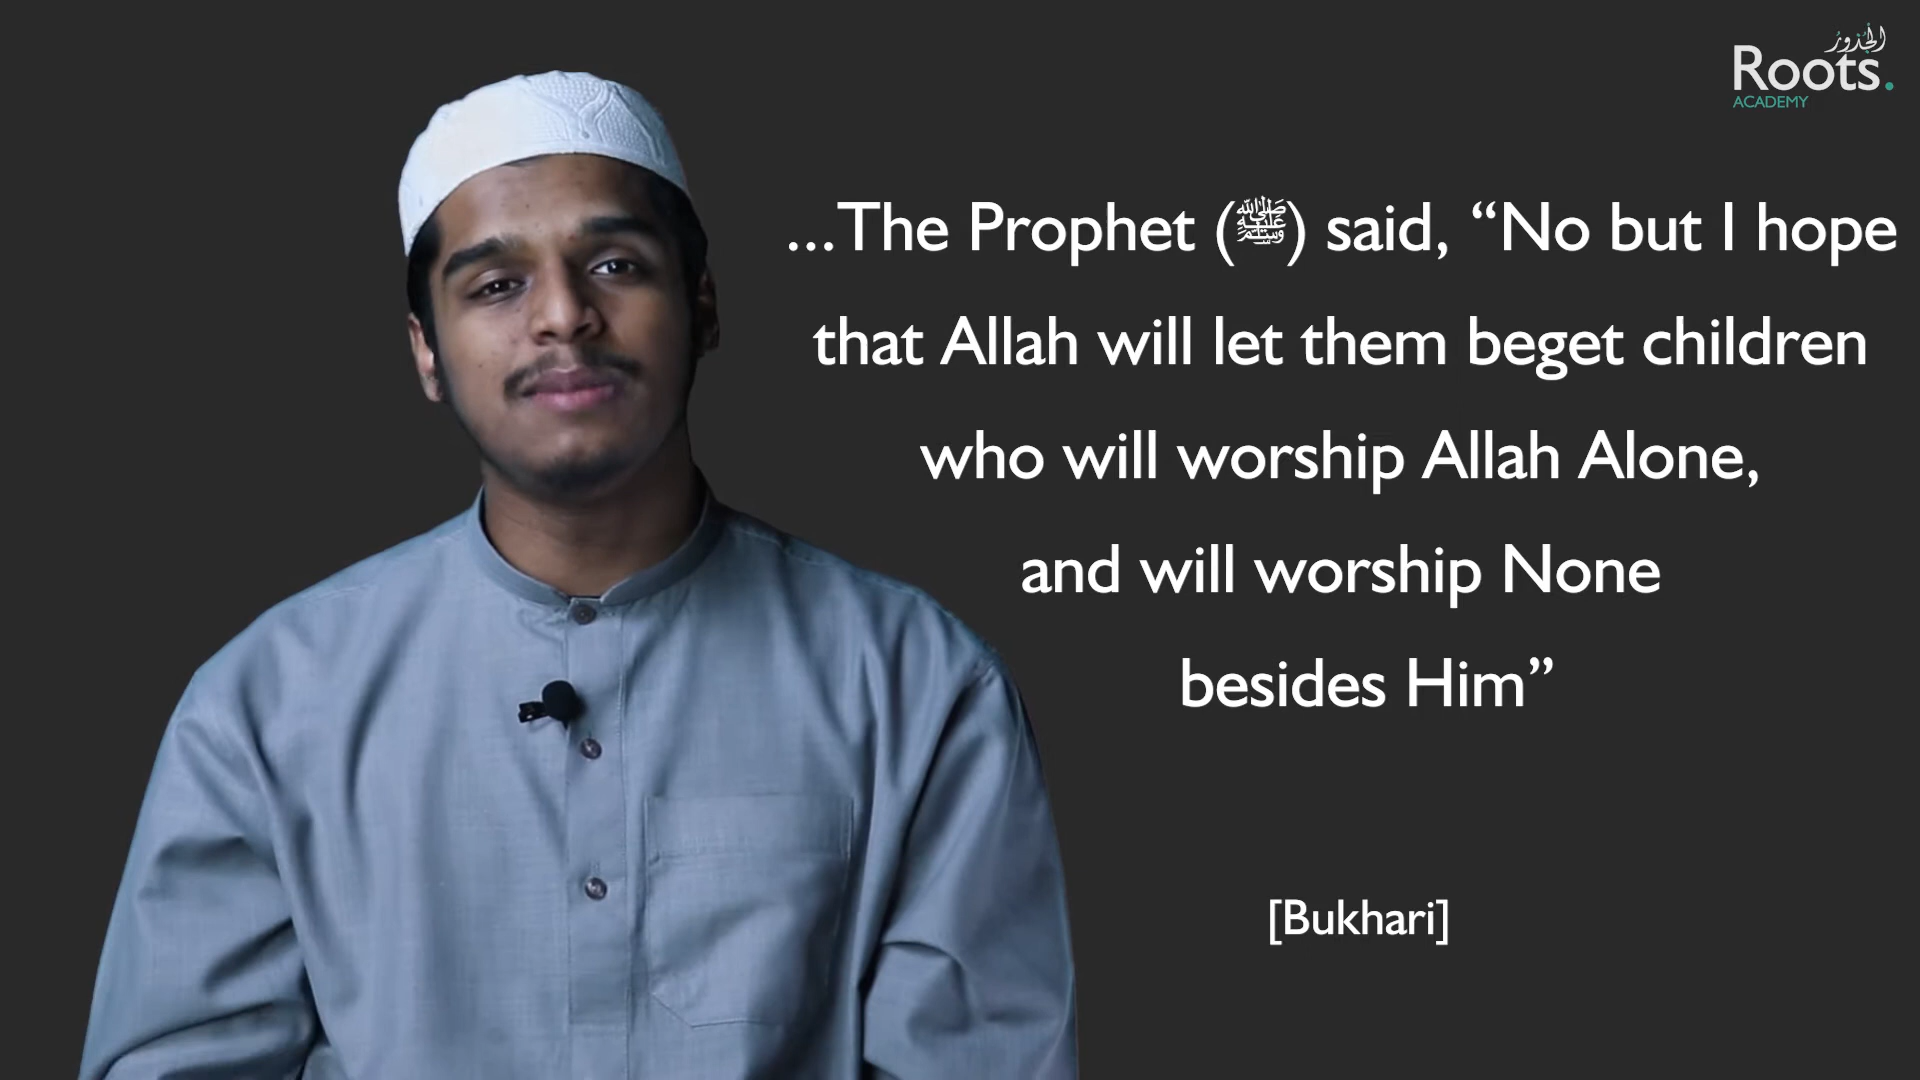 الجذور
Roots.
ACADEMY
...The Prophet (ﷺ) said, “No but I hope
that Allah will let them beget children
who will worship Allah Alone,
and will worship None
besides Him”
[Bukhari]